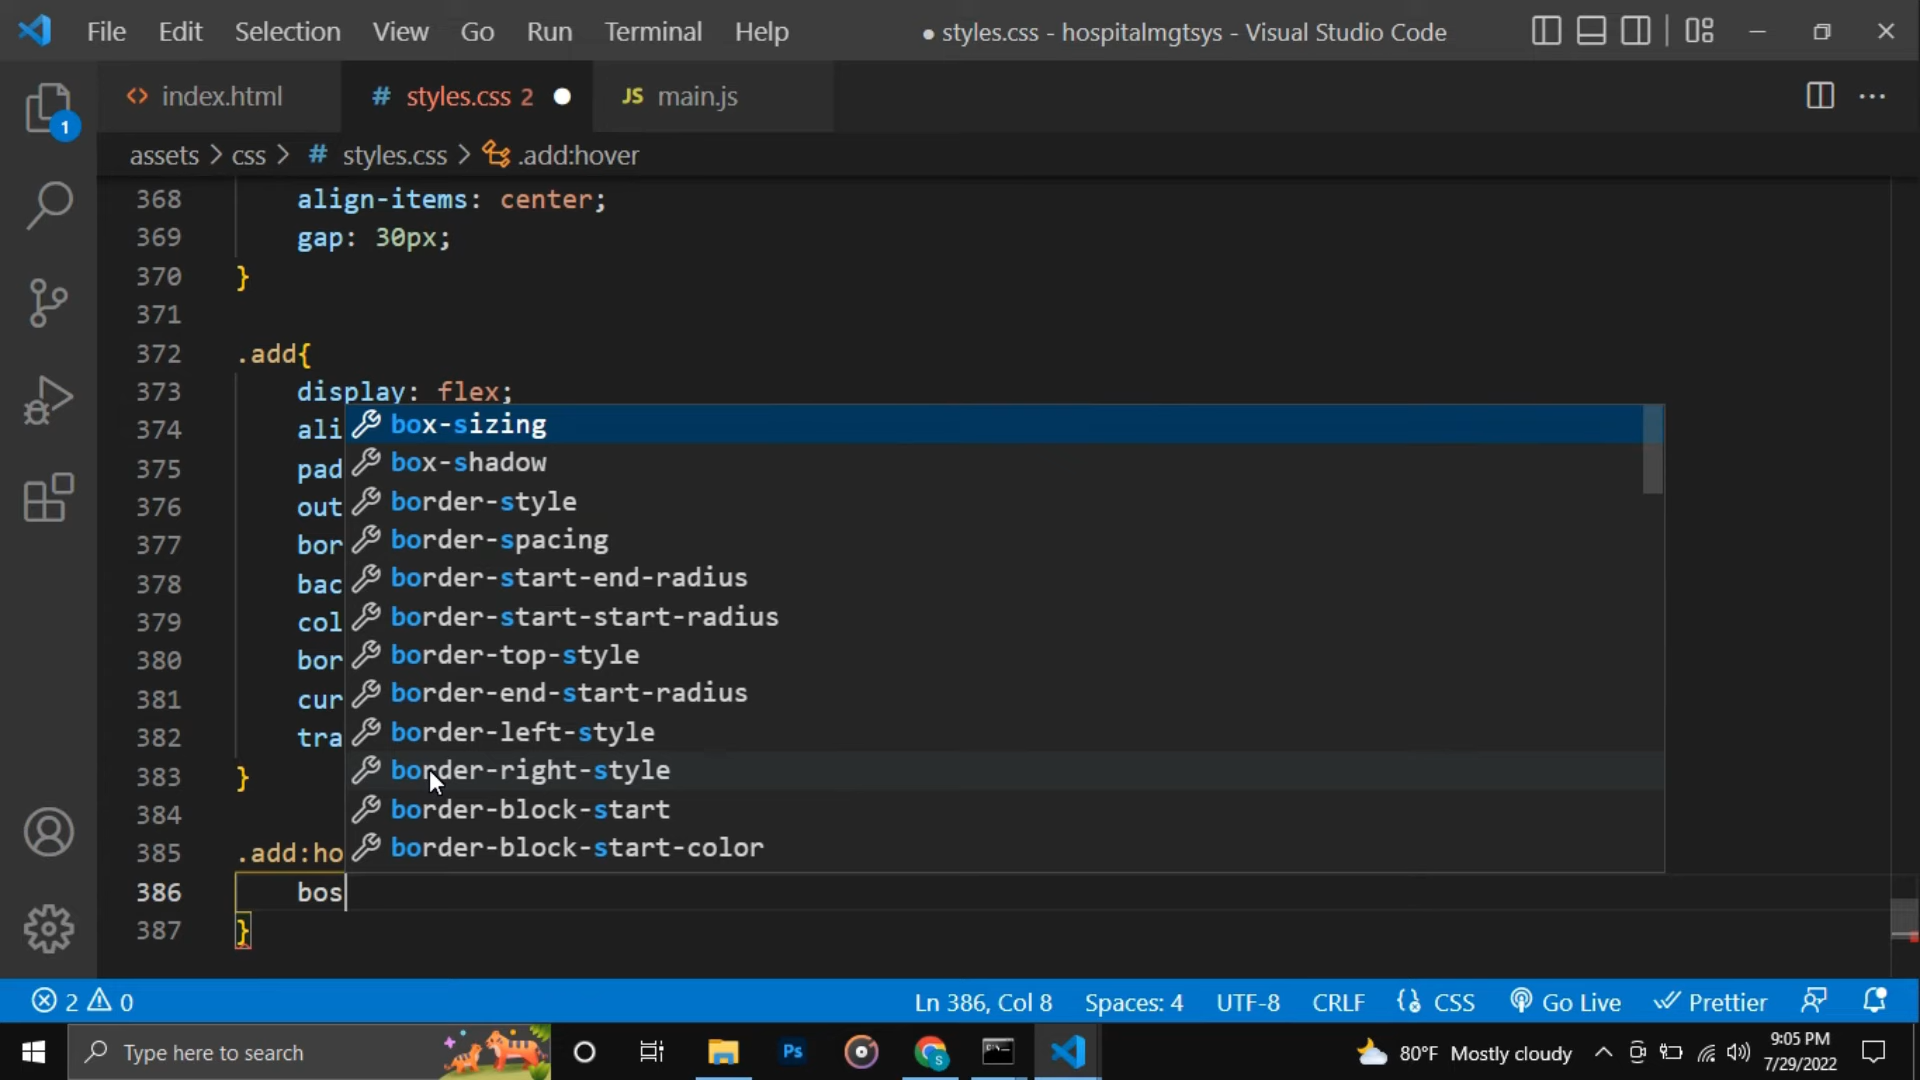 File Edit Selection View Go Run Terminal Help ● styles.css - hospitalmgtsys - Visual Studio Code
<> index.html # styles.css 2 ● JS main.js
1
assets > css > # styles.css > .add:hover
368 align-items: center;
369 gap: 30px;
370 }
371
372 .add{
373 display: flex;
374 ali
375 pad
376 out
377 bor
378 bac
379 col
380 bor
381 cur
382 tra
383 }
384
385 .add:ho
386 bos
387 }
box-sizing
box-shadow
border-style
border-spacing
border-start-end-radius
border-start-start-radius
border-top-style
border-end-start-radius
border-left-style
border-right-style
border-block-start
border-block-start-color
2 0 Ln 386, Col 8 Spaces: 4 UTF-8 CRLF CSS Go Live Prettier
Type here to search Ps 80°F Mostly cloudy 9:05 PM
7/29/2022